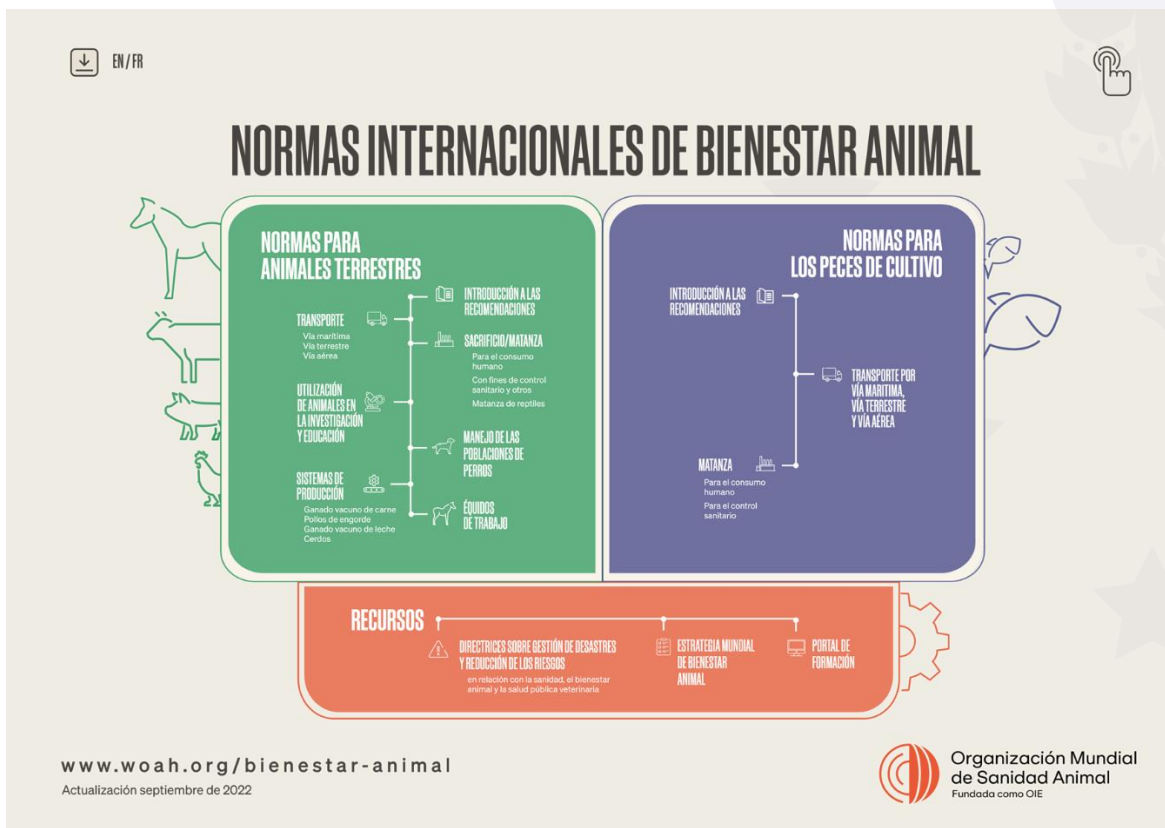 EN/FR
NORMAS INTERNACIONALES DE BIENESTAR ANIMAL
NORMAS PARA
ANIMALES TERRESTRES
INTRODUCCIÓN A LAS
RECOMENDACIONES
TRANSPORTE
Vía marítima
Vía terrestre
Vía aérea
SACRIFICIO/MATANZA
Para el consumo
humano
Con fines de control
sanitario y otros
Matanza de reptiles
UTILIZACIÓN
DE ANIMALES EN
LA INVESTIGACIÓN
Y EDUCACIÓN
MANEJO DE LAS
POBLACIONES DE
PERROS
SISTEMAS DE
PRODUCCIÓN
Ganado vacuno de carne
Pollos de engorde
Ganado vacuno de leche
Cerdos
ÉQUIDOS
DE TRABAJO
NORMAS PARA
LOS PECES DE CULTIVO
INTRODUCCIÓN A LAS
RECOMENDACIONES
TRANSPORTE POR
VÍA MARITIMA,
VÍA TERRESTRE
Y VÍA AÉREA
MATANZA
Para el consumo
humano
Para el control
sanitario
RECURSOS
DIRECTRICES SOBRE GESTIÓN DE DESASTRES
Y REDUCCIÓN DE LOS RIESGOS
en relación con la sanidad, el bienestar
animal y la salud pública veterinaria
ESTRATEGIA MUNDIAL
DE BIENESTAR
ANIMAL
PORTAL DE
FORMACIÓN
www.woah.org/bienestar-animal
Actualización septiembre de 2022
Organización Mundial
de Sanidad Animal
Fundada como OIE